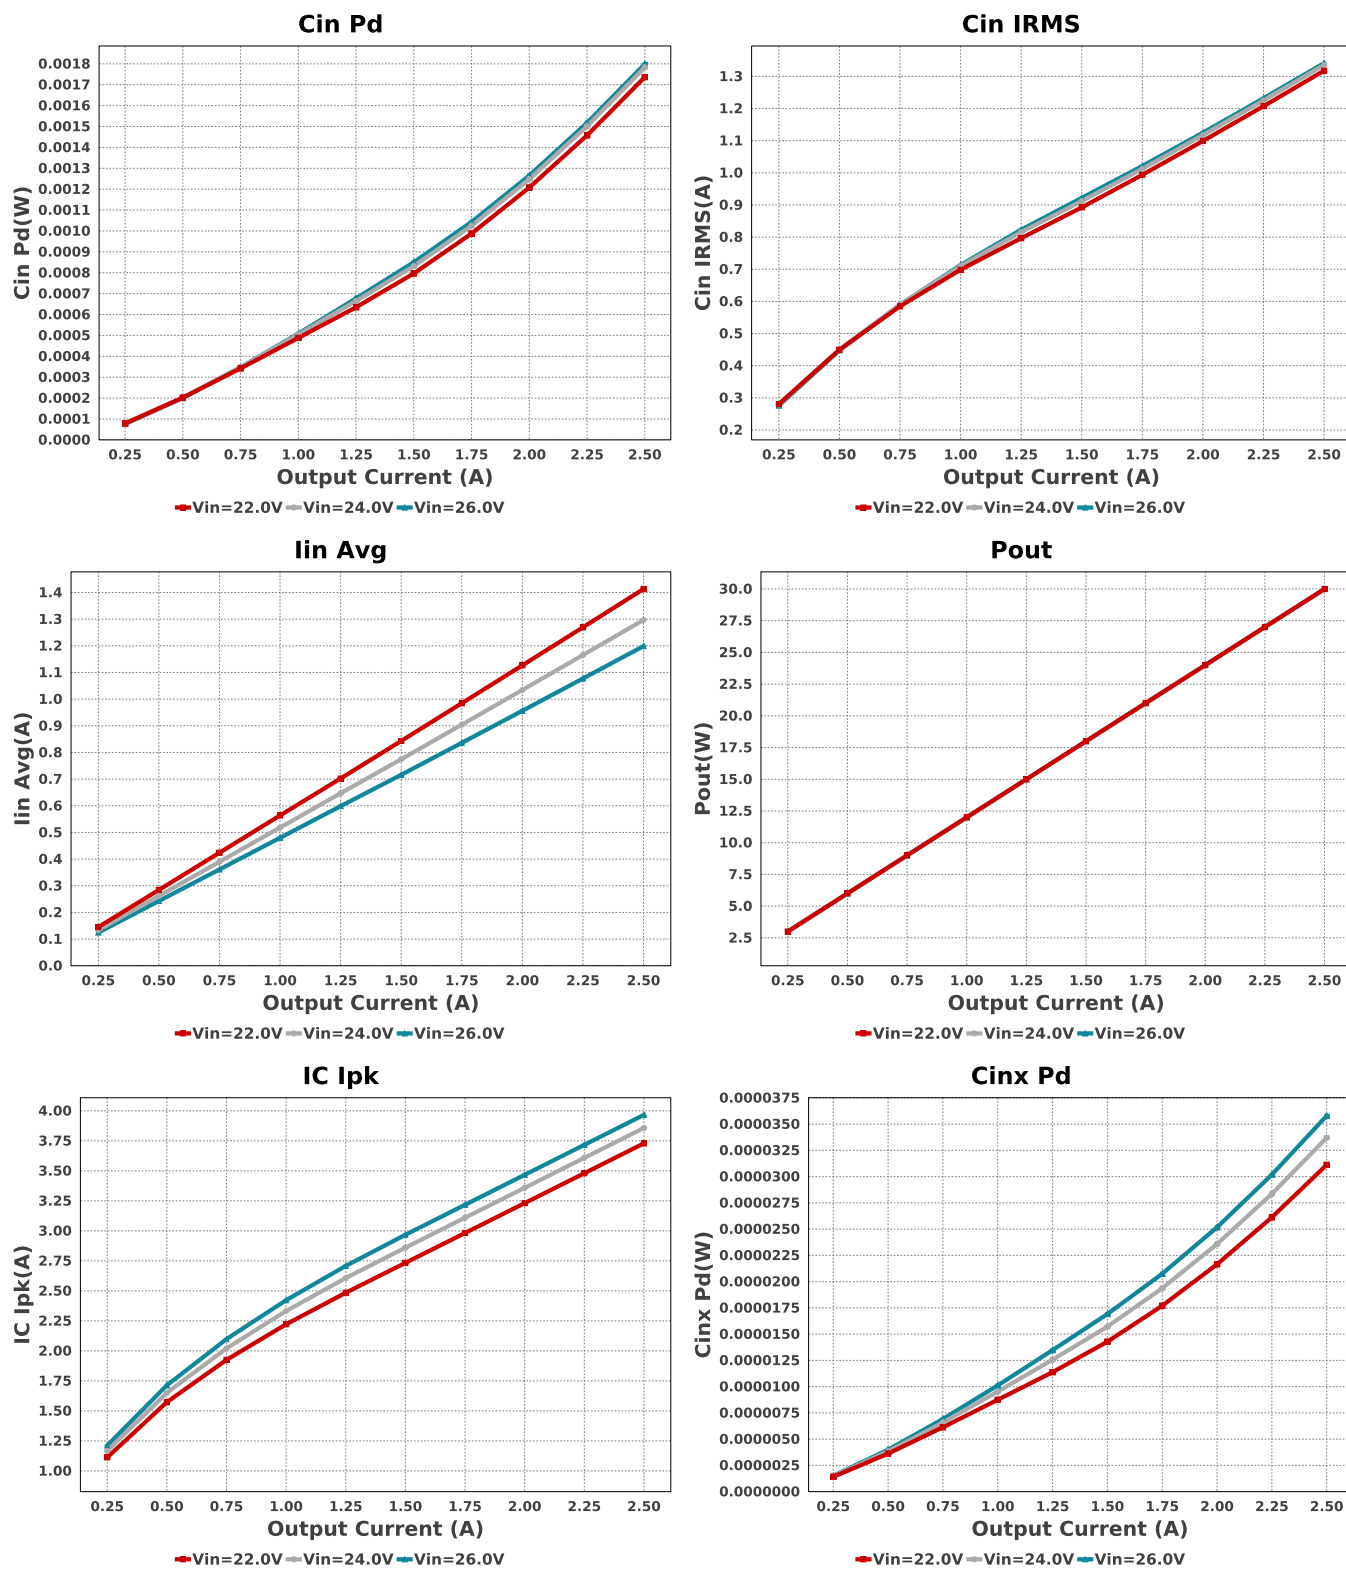 Cin Pd
Cin Pd(W)
0.0018
0.0017
0.0016
0.0015
0.0014
0.0013
0.0012
0.0011
0.0010
0.0009
0.0008
0.0007
0.0006
0.0005
0.0004
0.0003
0.0002
0.0001
0.0000
0.25 0.50 0.75 1.00 1.25 1.50 1.75 2.00 2.25 2.50
Output Current (A)
Vin=22.0V Vin=24.0V Vin=26.0V
Cin IRMS
Cin IRMS(A)
1.3
1.2
1.1
1.0
0.9
0.8
0.7
0.6
0.5
0.4
0.3
0.2
0.25 0.50 0.75 1.00 1.25 1.50 1.75 2.00 2.25 2.50
Output Current (A)
Vin=22.0V Vin=24.0V Vin=26.0V
Iin Avg
Iin Avg(A)
1.4
1.3
1.2
1.1
1.0
0.9
0.8
0.7
0.6
0.5
0.4
0.3
0.2
0.1
0.0
0.25 0.50 0.75 1.00 1.25 1.50 1.75 2.00 2.25 2.50
Output Current (A)
Vin=22.0V Vin=24.0V Vin=26.0V
Pout
Pout(W)
30.0
27.5
25.0
22.5
20.0
17.5
15.0
12.5
10.0
7.5
5.0
2.5
0.25 0.50 0.75 1.00 1.25 1.50 1.75 2.00 2.25 2.50
Output Current (A)
Vin=22.0V Vin=24.0V Vin=26.0V
IC Ipk
IC Ipk(A)
4.00
3.75
3.50
3.25
3.00
2.75
2.50
2.25
2.00
1.75
1.50
1.25
1.00
0.25 0.50 0.75 1.00 1.25 1.50 1.75 2.00 2.25 2.50
Output Current (A)
Vin=22.0V Vin=24.0V Vin=26.0V
Cinx Pd
Cinx Pd(W)
0.0000375
0.0000350
0.0000325
0.0000300
0.0000275
0.0000250
0.0000225
0.0000200
0.0000175
0.0000150
0.0000125
0.0000100
0.0000075
0.0000050
0.0000025
0.0000000
0.25 0.50 0.75 1.00 1.25 1.50 1.75 2.00 2.25 2.50
Output Current (A)
Vin=22.0V Vin=24.0V Vin=26.0V